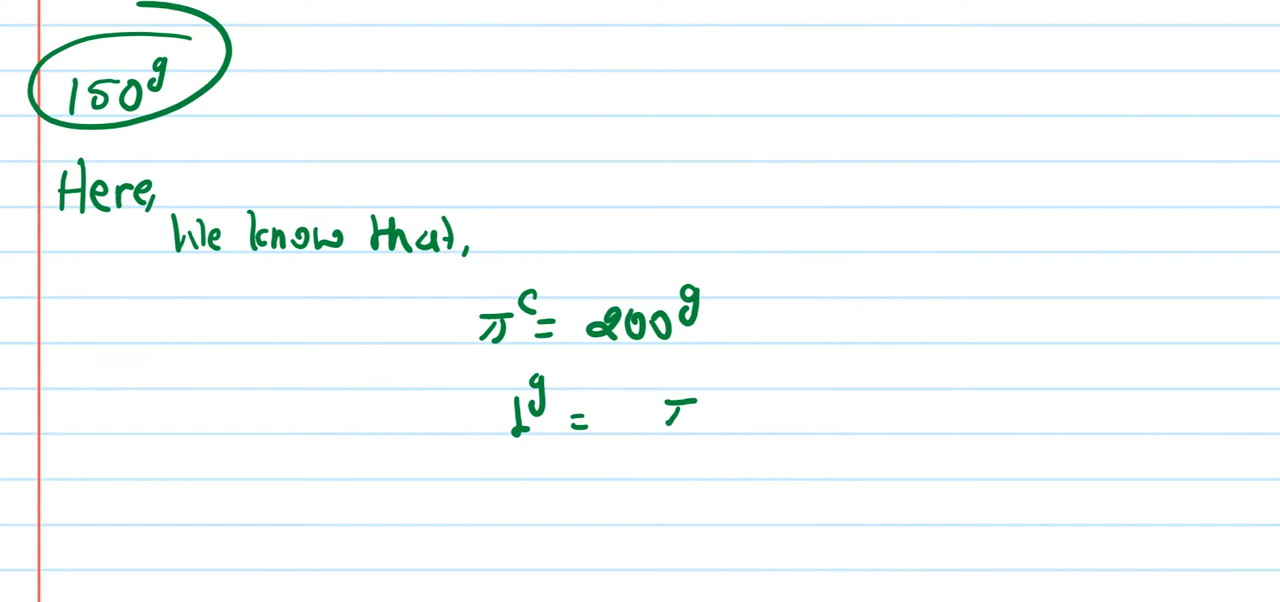 150^g
Here,
We know that,
π^c = 200^g
1^g = π